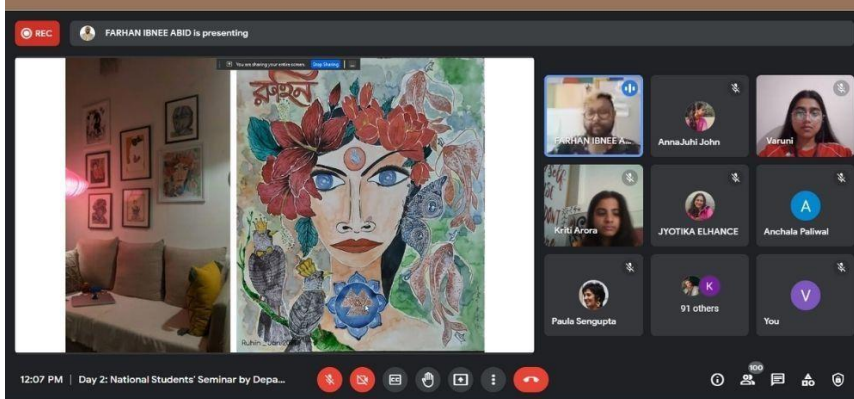 REC
FARHAN IBNEE ABID is presenting
You are sharing your entire screen. Stop Sharing
রুহিন
FARHAN IBNEE A...
AnnaJuhi John
Varuni
Kriti Arora
JYOTIKA ELHANCE
A
Anchala Paliwal
Paula Sengupta
K
91 others
V
You
12:07 PM | Day 2: National Students' Seminar by Depa...
CC
100